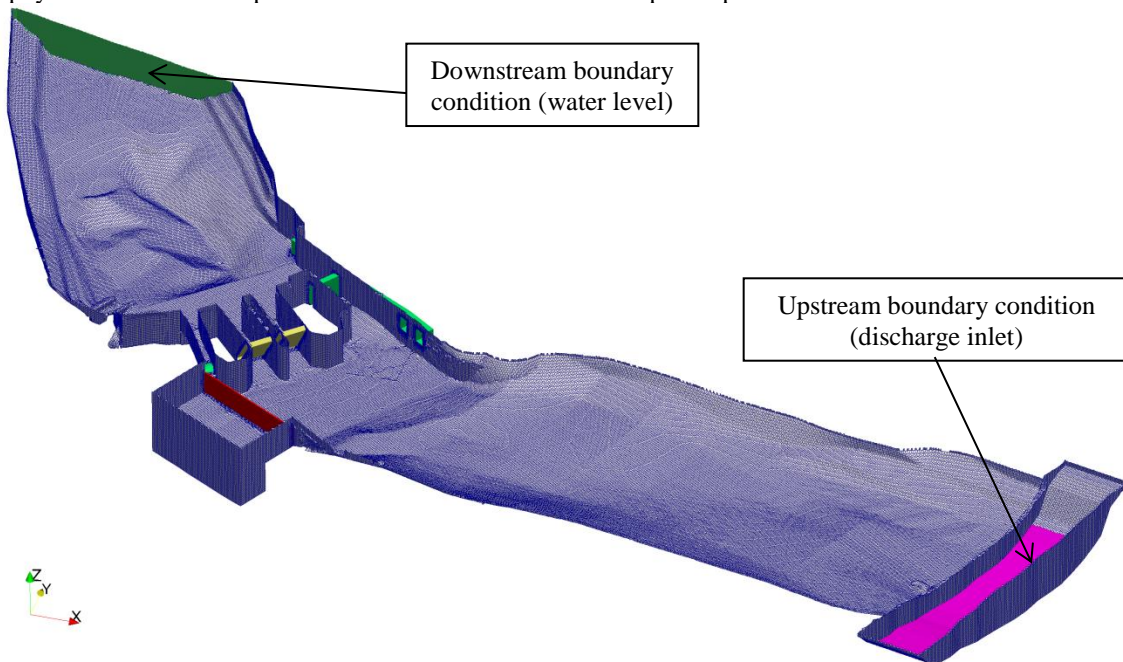 Downstream boundary
condition (water level)
Upstream boundary condition
(discharge inlet)
Z
Y
X